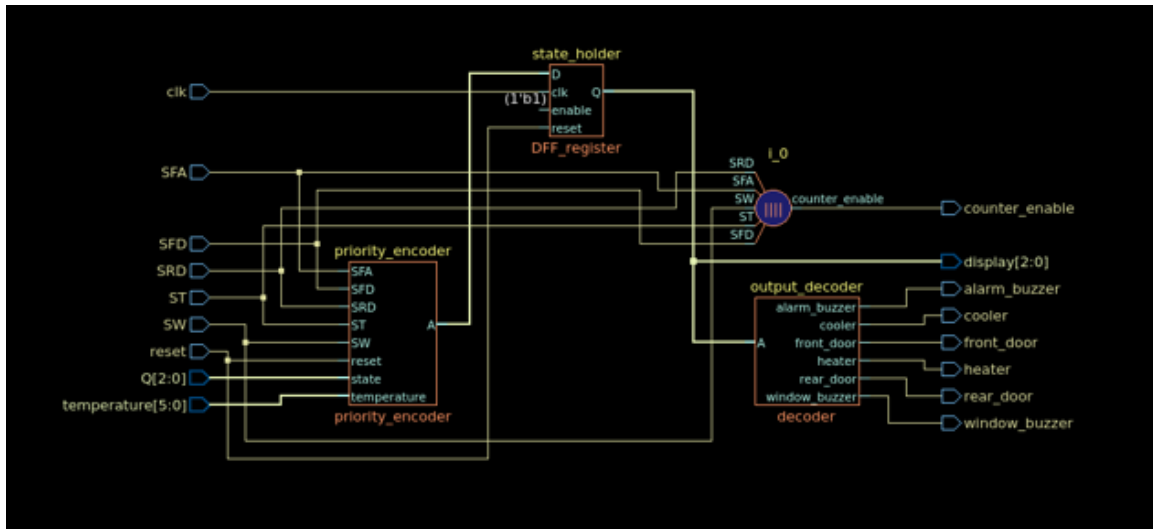 state_holder
D
clk
clk Q
(1'b1)
enable
reset
DFF_register
SFA
i_0
SRD
SFA
SW
ST
SFD
counter_enable
counter_enable
SFD
SRD
ST
SW
reset
Q[2:0]
temperature[5:0]
priority_encoder
SFA
SFD
SRD
ST
A
SW
reset
state
temperature
priority_encoder
display[2:0]
output_decoder
alarm_buzzer
cooler
A front_door
heater
rear_door
window_buzzer
decoder
alarm_buzzer
cooler
front_door
heater
rear_door
window_buzzer